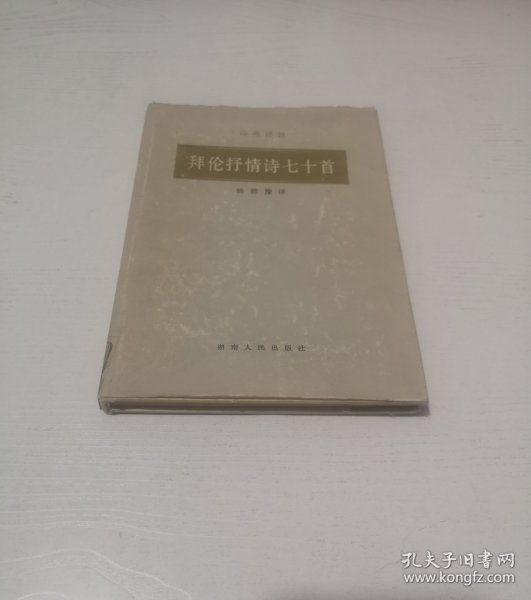 诗苑译林
拜伦抒情诗七十首
杨德豫译
湖南人民出版社
孔夫子旧书网
www.kongfz.com